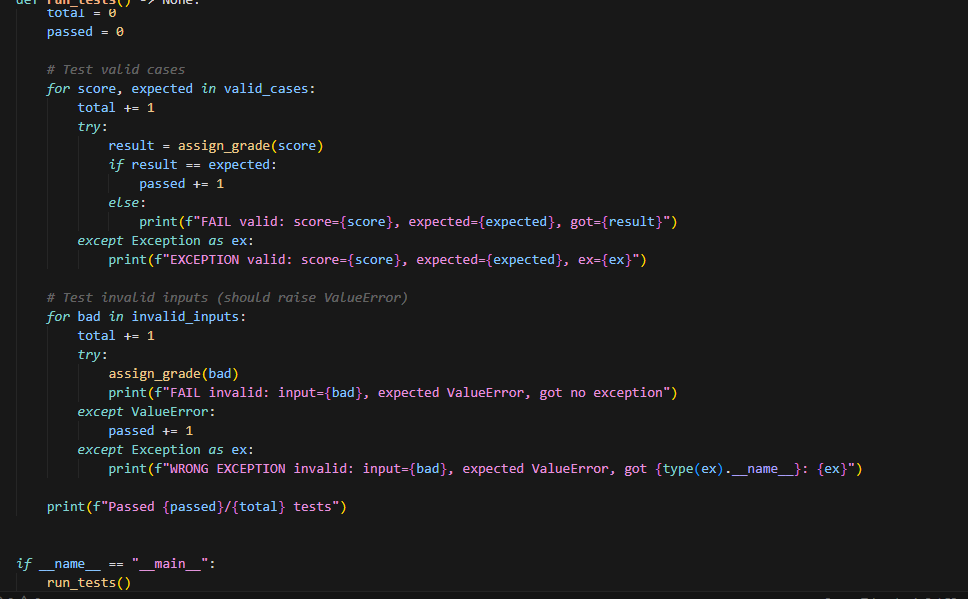 def run_tests() -> None:
    total = 0
    passed = 0
    # Test valid cases
    for score, expected in valid_cases:
        total += 1
        try:
            result = assign_grade(score)
            if result == expected:
                passed += 1
            else:
                print(f"FAIL valid: score={score}, expected={expected}, got={result}")
        except Exception as ex:
            print(f"EXCEPTION valid: score={score}, expected={expected}, ex={ex}")
    # Test invalid inputs (should raise ValueError)
    for bad in invalid_inputs:
        total += 1
        try:
            assign_grade(bad)
            print(f"FAIL invalid: input={bad}, expected ValueError, got no exception")
        except ValueError:
            passed += 1
        except Exception as ex:
            print(f"WRONG EXCEPTION invalid: input={bad}, expected ValueError, got {type(ex).__name__}: {ex}")
    print(f"Passed {passed}/{total} tests")
if __name__ == "__main__":
    run_tests()